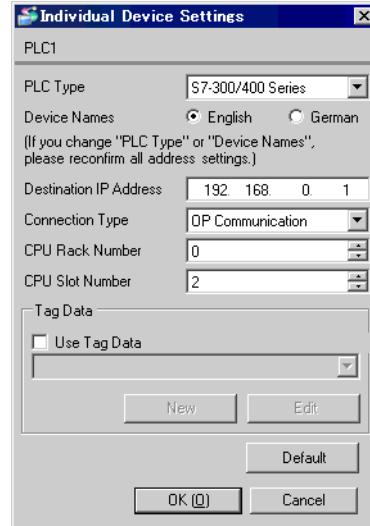 Individual Device Settings
PLC1
PLC Type S7-300/400 Series
Device Names English German
(If you change "PLC Type" or "Device Names",
please reconfirm all address settings.)
Destination IP Address 192. 168. 0. 1
Connection Type OP Communication
CPU Rack Number 0
CPU Slot Number 2
Tag Data
Use Tag Data
New Edit
Default
OK (O) Cancel